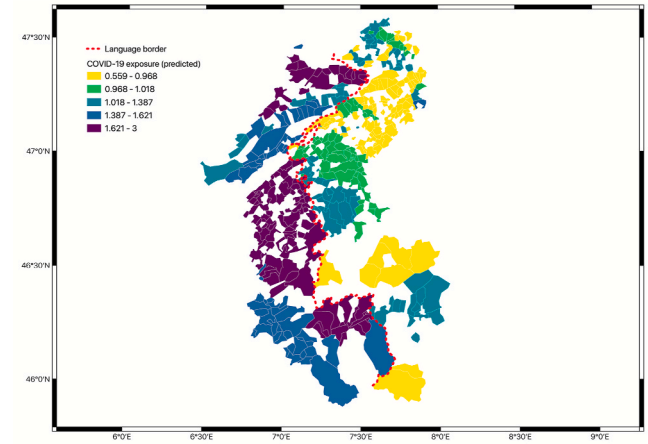 47°30'N
Language border
COVID-19 exposure (predicted)
0.559 - 0.968
0.968 - 1.018
1.018 - 1.387
1.387 - 1.621
1.621 - 3
47°0'N
46°30'N
46°0'N
6°0'E 6°30'E 7°0'E 7°30'E 8°0'E 8°30'E 9°0'E